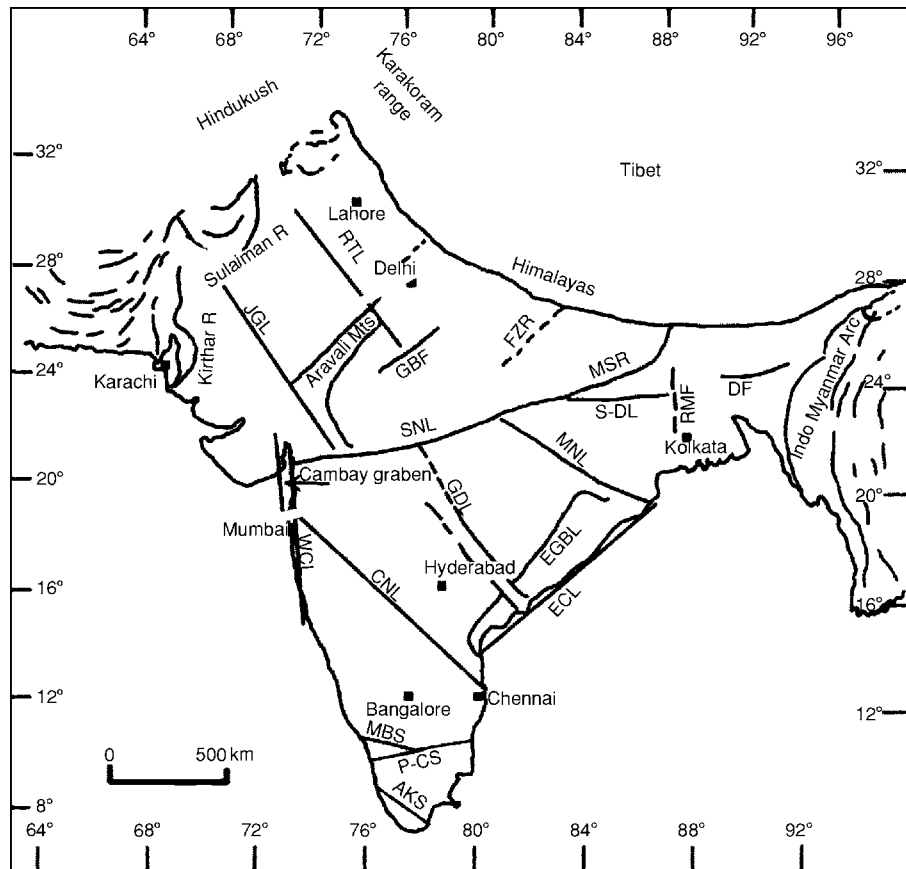 64° 68° 72° 76° 80° 88° 92° 96°
Hindukush
Karakoram
range
32°
32°
Tibet
Lahore
Sulaiman R
RTL
Delhi
28°
Himalayas
28°
JGL
Kirthar R
Aravali Mts
GBF
FZR
Indo Myanmar Arc
Karachi
24°
MSR
DF
24°
S-DL
RMF
SNL
MNL
Kolkata
20°
Cambay graben
20°
GDL
Mumbai
WCL
EGBL
Hyderabad
CNL
ECL
16°
16°
12°
Bangalore
Chennai
12°
MBS
P-CS
0 500 km
AKS
8°
64° 68° 72° 76° 80° 84° 88° 92°